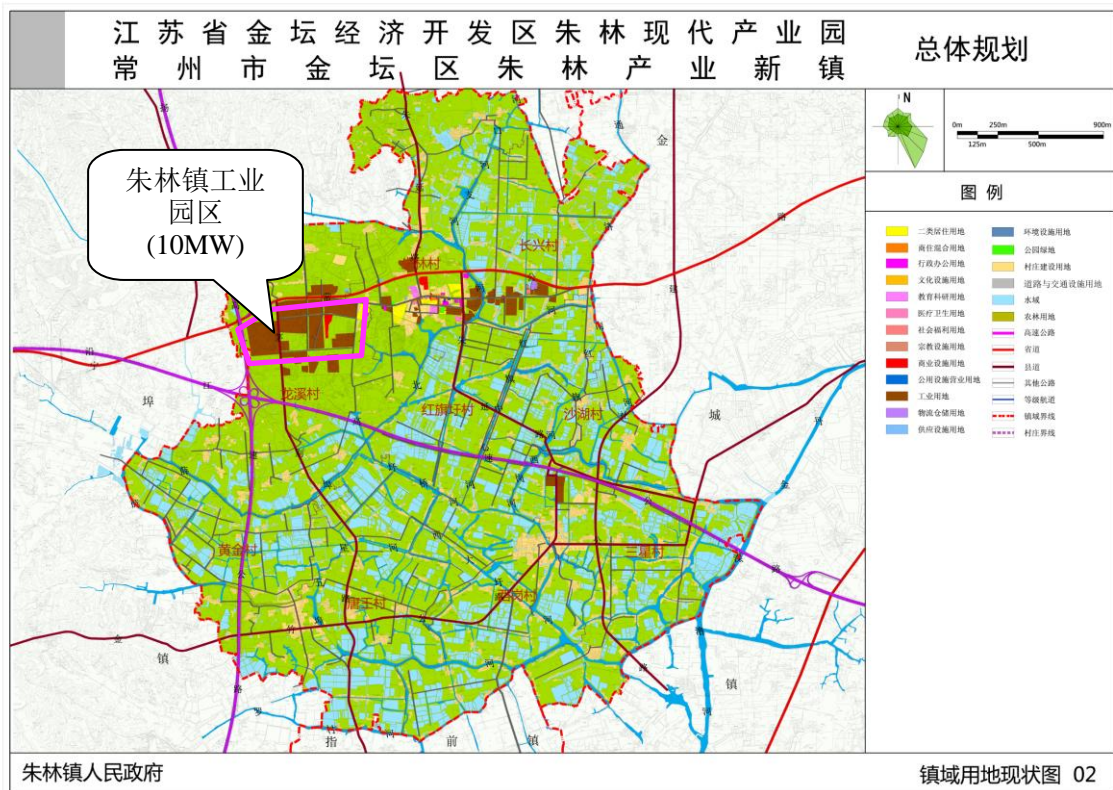 江苏省金坛经济开发区朱林现代产业园
常州市金坛区朱林产业新镇
总体规划
N
0m 250m 900m
125m 500m
图例
二类居住用地
商住混合用地
行政办公用地
文化设施用地
教育科研用地
医疗卫生用地
社会福利用地
宗教设施用地
商业设施用地
公用设施营业用地
工业用地
物流仓储用地
供应设施用地
环境设施用地
公园绿地
村庄建设用地
道路与交通设施用地
水域
农林用地
高速公路
省道
县道
其他公路
等级航道
镇域界线
村庄界线
朱林镇工业
园区
(10MW)
长兴村
林村
龙溪村
红旗圩村
沙湖村
黄金村
唐王村
三星村
金
建
城
埠
镇
指前镇
镇
朱林镇人民政府
镇域用地现状图 02